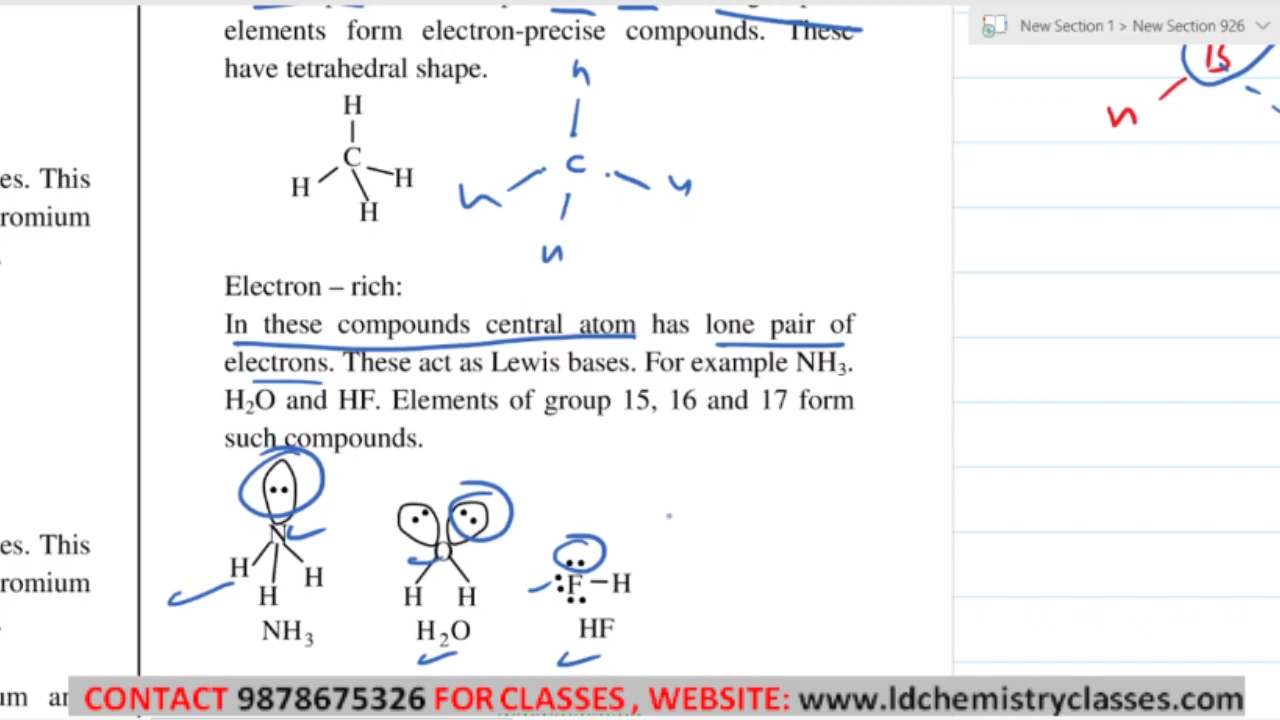 elements form electron-precise compounds. These
have tetrahedral shape.
H
C
H
H
H
h
c
h
n
New Section 1 > New Section 926
B
n
es. This
romium
Electron – rich:
In these compounds central atom has lone pair of
electrons. These act as Lewis bases. For example NH₃.
H₂O and HF. Elements of group 15, 16 and 17 form
such compounds.
N
H
H
H
NH₃
O
H H
H₂O
:F–H
HF
es. This
romium
um an
CONTACT 9878675326 FOR CLASSES , WEBSITE: www.ldchemistryclasses.com